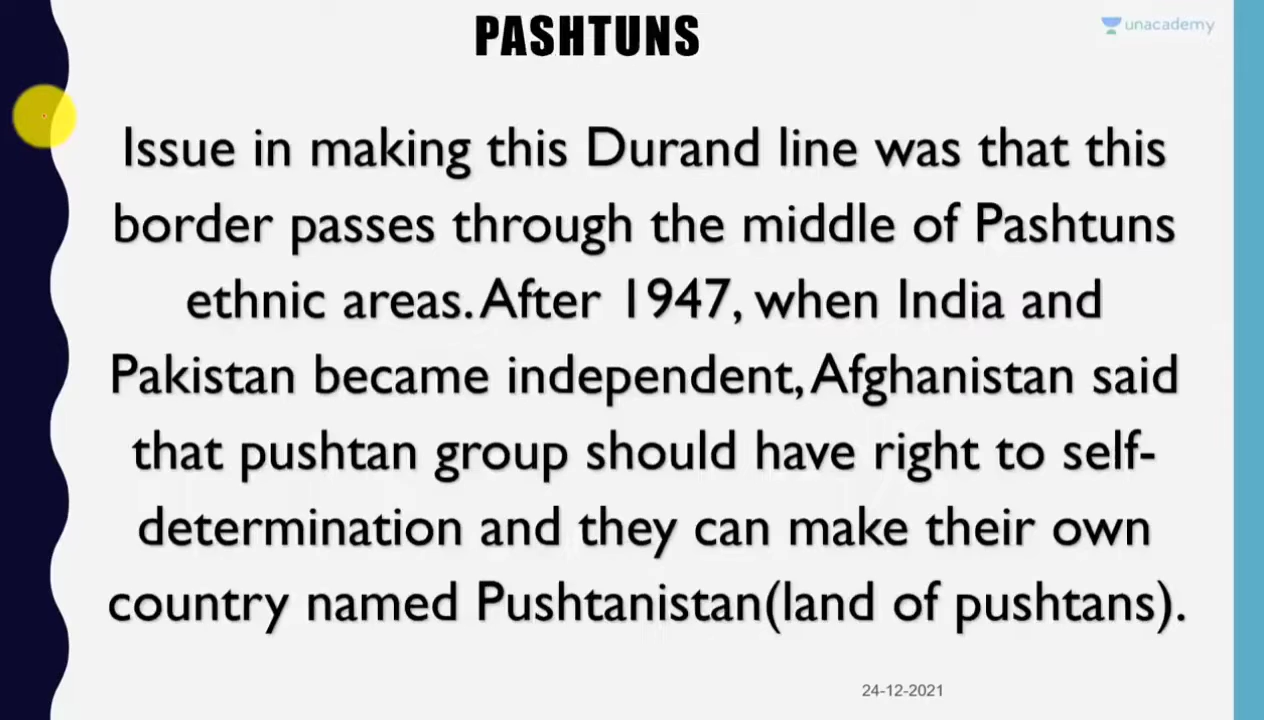 PASHTUNS
unacademy
Issue in making this Durand line was that this
border passes through the middle of Pashtuns
ethnic areas. After 1947, when India and
Pakistan became independent, Afghanistan said
that pushtan group should have right to self-
determination and they can make their own
country named Pushtanistan(land of pushtans).
24-12-2021